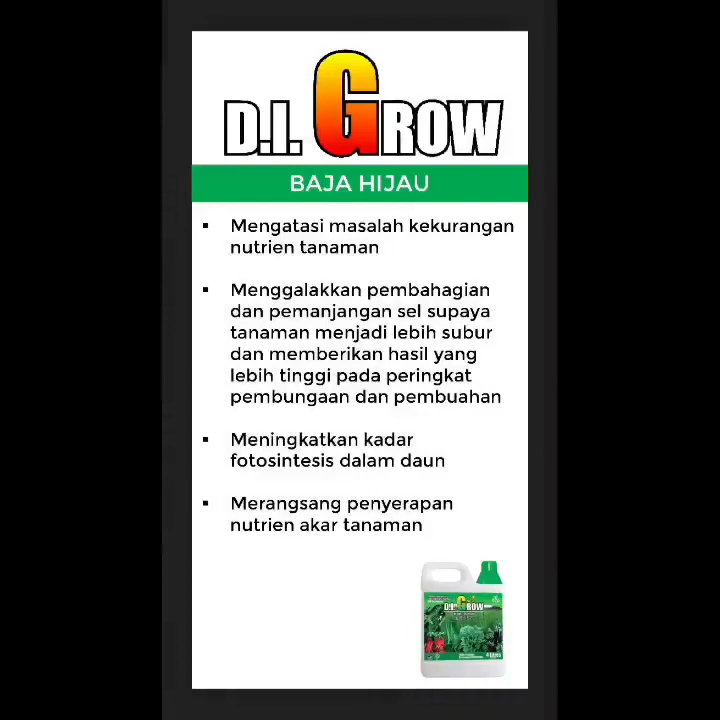 D.I. GROW
BAJA HIJAU
▪ Mengatasi masalah kekurangan
nutrien tanaman
▪ Menggalakkan pembahagian
dan pemanjangan sel supaya
tanaman menjadi lebih subur
dan memberikan hasil yang
lebih tinggi pada peringkat
pembungaan dan pembuahan
▪ Meningkatkan kadar
fotosintesis dalam daun
▪ Merangsang penyerapan
nutrien akar tanaman
D.I. GROW